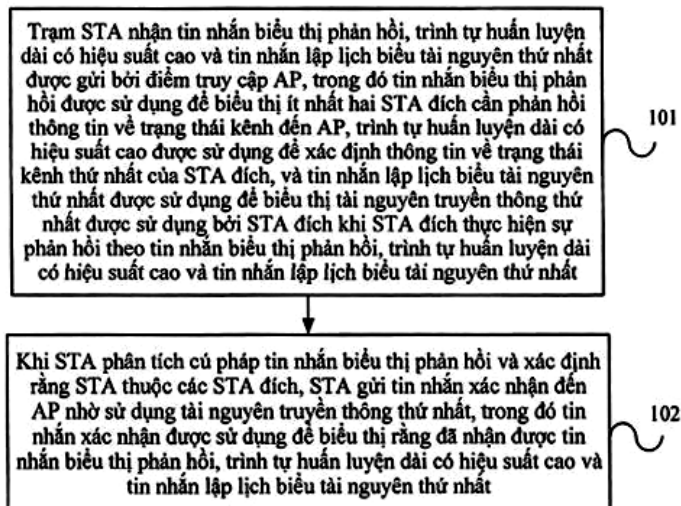 Trạm STA nhận tin nhắn biểu thị phản hồi, trình tự huấn luyện
dài có hiệu suất cao và tin nhắn lập lịch biểu tài nguyên thứ nhất
được gửi bởi điểm truy cập AP, trong đó tin nhắn biểu thị phản
hồi được sử dụng để biểu thị ít nhất hai STA đích cần phản hồi
thông tin về trạng thái kênh đến AP, trình tự huấn luyện dài có
hiệu suất cao được sử dụng để xác định thông tin về trạng thái
kênh thứ nhất của STA đích, và tin nhắn lập lịch biểu tài nguyên
thứ nhất được sử dụng để biểu thị tài nguyên truyền thông thứ
nhất được sử dụng bởi STA đích khi STA đích thực hiện sự
phản hồi theo tin nhắn biểu thị phản hồi, trình tự huấn luyện dài
có hiệu suất cao và tin nhắn lập lịch biểu tài nguyên thứ nhất
101
Khi STA phân tích cú pháp tin nhắn biểu thị phản hồi và xác định
rằng STA thuộc các STA đích, STA gửi tin nhắn xác nhận đến
AP nhờ sử dụng tài nguyên truyền thông thứ nhất, trong đó tin
nhắn xác nhận được sử dụng để biểu thị rằng đã nhận được tin
nhắn biểu thị phản hồi, trình tự huấn luyện dài có hiệu suất cao và
tin nhắn lập lịch biểu tài nguyên thứ nhất
102